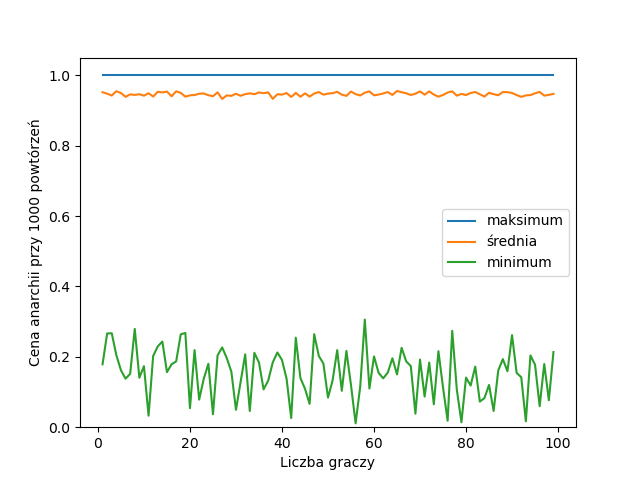 1.0
0.8
0.6
0.4
0.2
0.0
Cena anarchii przy 1000 powtórzeń
maksimum
średnia
minimum
0 20 40 60 80 100
Liczba graczy